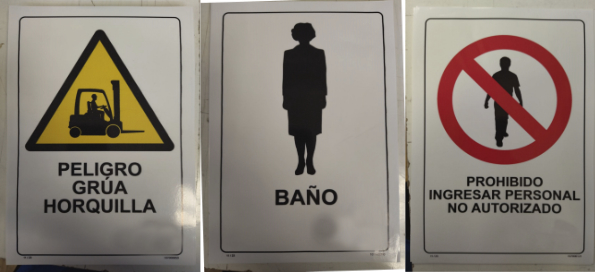 PELIGRO
GRÚA
HORQUILLA
BAÑO
PROHIBIDO
INGRESAR PERSONAL
NO AUTORIZADO